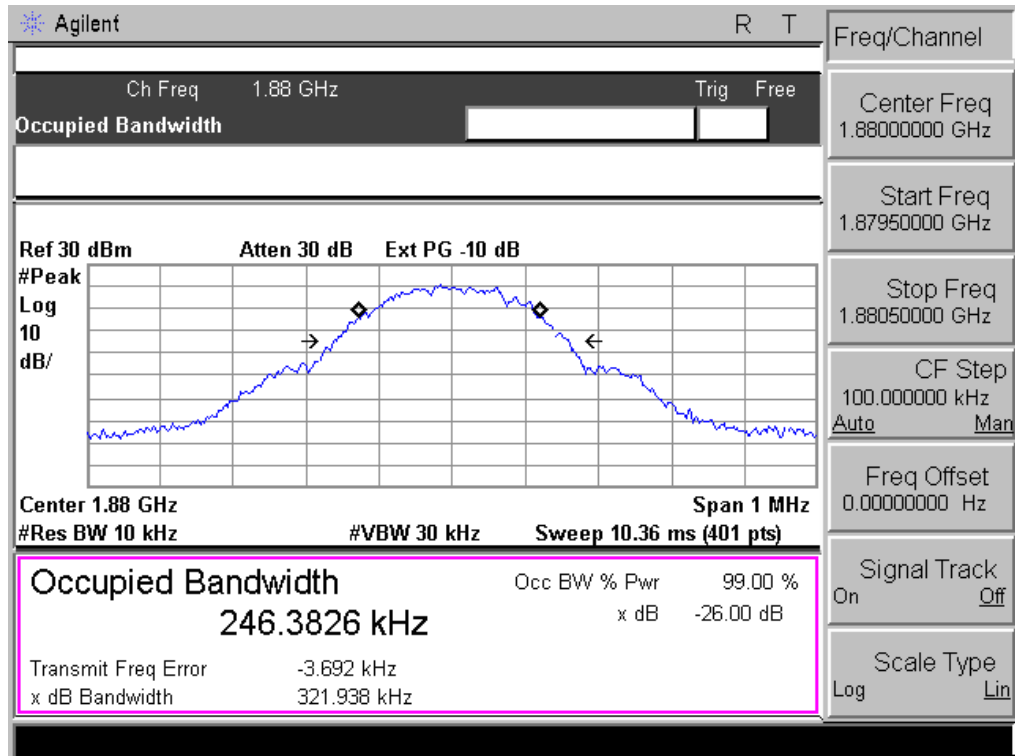 Agilent R T
Freq/Channel
Ch Freq 1.88 GHz Trig Free
Occupied Bandwidth
Center Freq
1.88000000 GHz
Start Freq
1.87950000 GHz
Stop Freq
1.88050000 GHz
CF Step
100.000000 kHz
Auto Man
Freq Offset
0.00000000 Hz
Signal Track
On Off
Scale Type
Log Lin
Ref 30 dBm Atten 30 dB Ext PG -10 dB
#Peak
Log
10
dB/
Center 1.88 GHz Span 1 MHz
#Res BW 10 kHz #VBW 30 kHz Sweep 10.36 ms (401 pts)
Occupied Bandwidth Occ BW % Pwr 99.00 %
246.3826 kHz x dB -26.00 dB
Transmit Freq Error -3.692 kHz
x dB Bandwidth 321.938 kHz